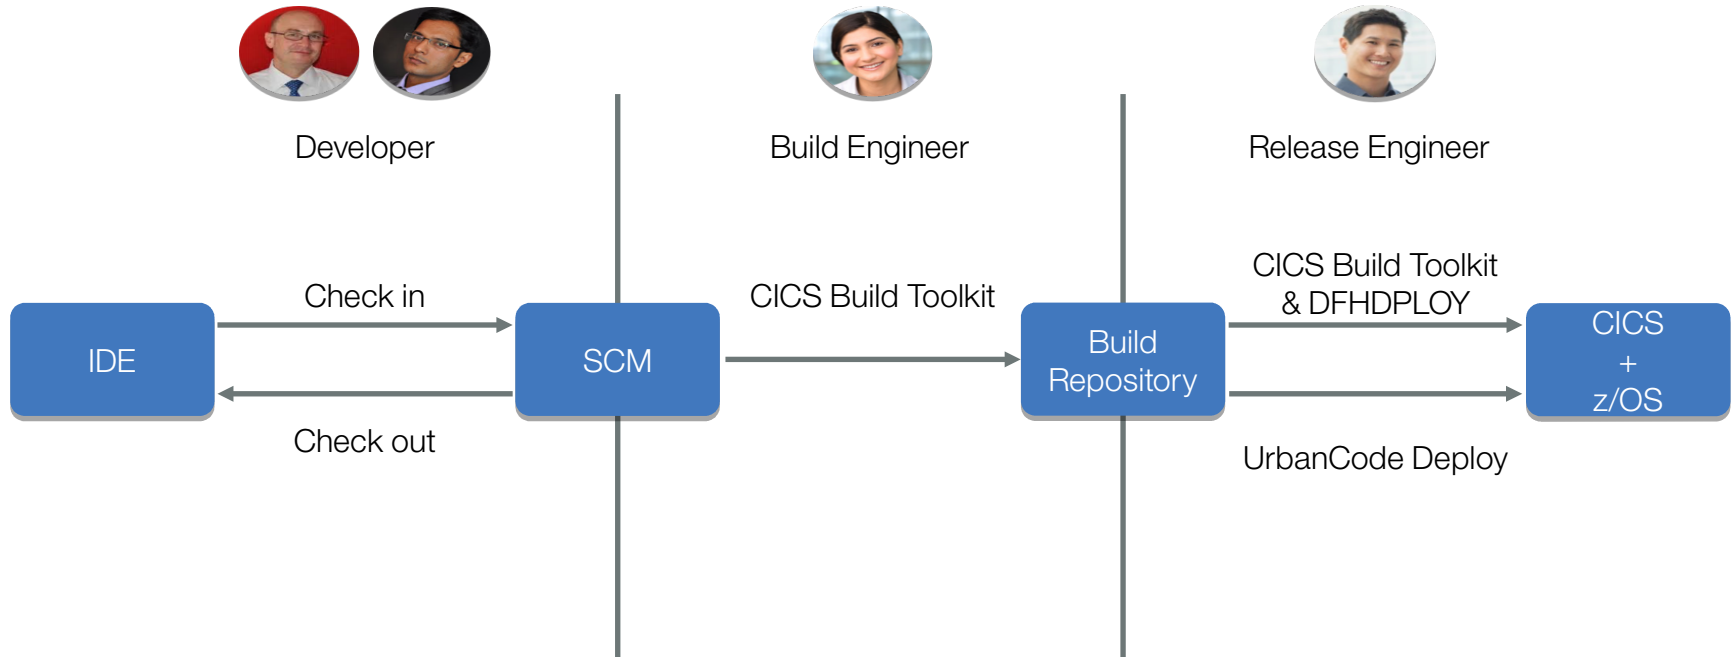 Developer
Build Engineer
Release Engineer
Check in
CICS Build Toolkit
CICS Build Toolkit
& DFHDPLOY
IDE
SCM
Build
Repository
CICS
+
z/OS
Check out
UrbanCode Deploy